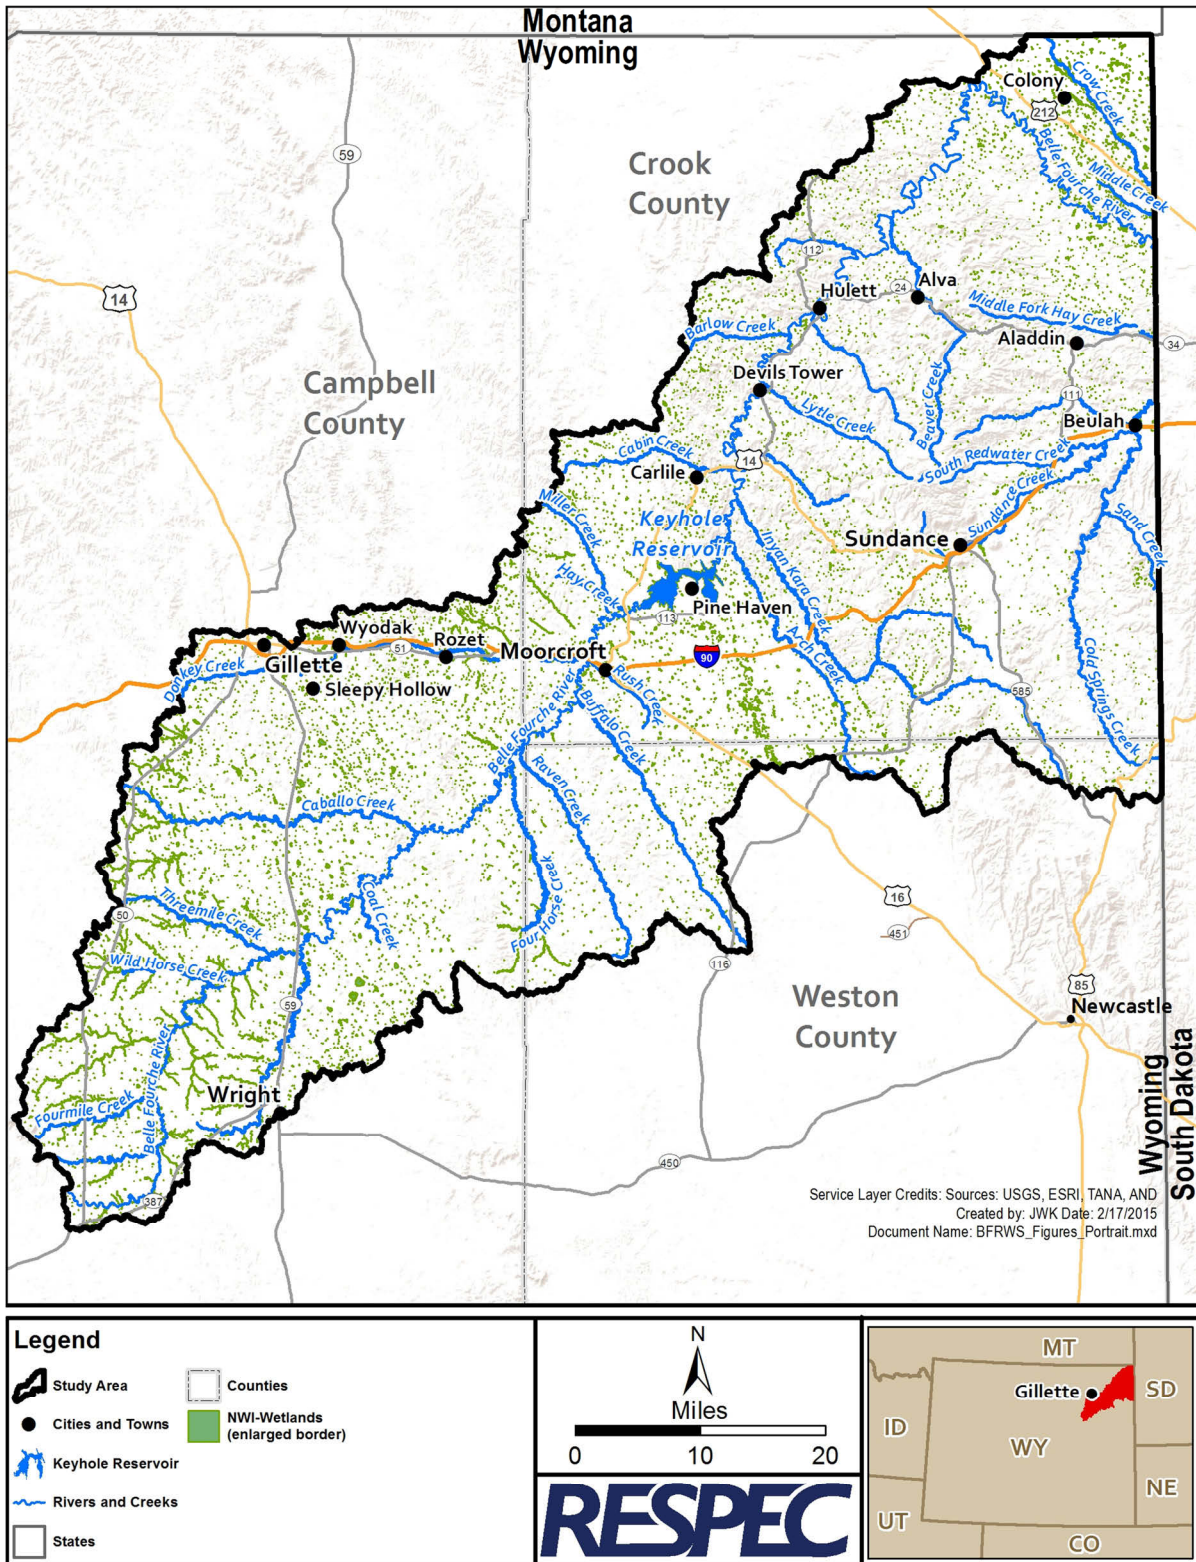 Montana
Wyoming
Colony
Crow Creek
212
59
Belle Fourche River
Middle Creek
Crook
County
112
14
Hulett
24
Alva
Middle Fork Hay Creek
Barlow Creek
Aladdin
34
Campbell
County
Devils Tower
111
Lytle Creek
Beaver Creek
Beulah
Cabin Creek
14
South Redwater Creek
Carlile
Miller Creek
Sundance Creek
Keyhole
Reservoir
Sand Creek
Sundance
Inyan Kara Creek
Hay Creek
Pine Haven
113
Wyodak
Rozet
51
Moorcroft
Gillette
90
Arch Creek
Donkey Creek
Sleepy Hollow
Rush Creek
585
Cold Springs Creek
Belle Fourche River
Buffalo Creek
Raven Creek
Caballo Creek
Coal Creek
Four Horse Creek
16
50
Threemile Creek
451
Wild Horse Creek
116
85
59
Weston
County
Newcastle
Belle Fourche River
Wright
Fourmile Creek
Wyoming
South Dakota
450
387
Service Layer Credits: Sources: USGS, ESRI, TANA, AND
Created by: JWK Date: 2/17/2015
Document Name: BFRWS_Figures_Portrait.mxd
Legend
Study Area
Counties
Cities and Towns
NWI-Wetlands
(enlarged border)
Keyhole Reservoir
Rivers and Creeks
States
N
Miles
0 10 20
RESPEC
MT
Gillette
SD
ID
WY
NE
UT
CO